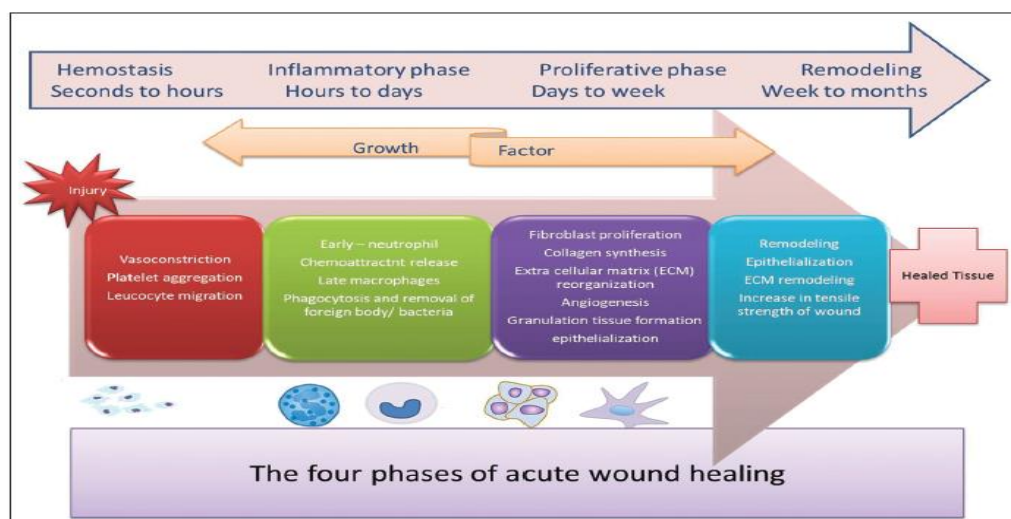 Hemostasis
Seconds to hours
Inflammatory phase
Hours to days
Proliferative phase
Days to week
Remodeling
Week to months
Growth
Factor
Injury
Vasoconstriction
Platelet aggregation
Leucocyte migration
Early – neutrophil
Chemoattractnt release
Late macrophages
Phagocytosis and removal of
foreign body/ bacteria
Fibroblast proliferation
Collagen synthesis
Extra cellular matrix (ECM)
reorganization
Angiogenesis
Granulation tissue formation
epithelialization
Remodeling
Epithelialization
ECM remodeling
Increase in tensile
strength of wound
Healed Tissue
The four phases of acute wound healing